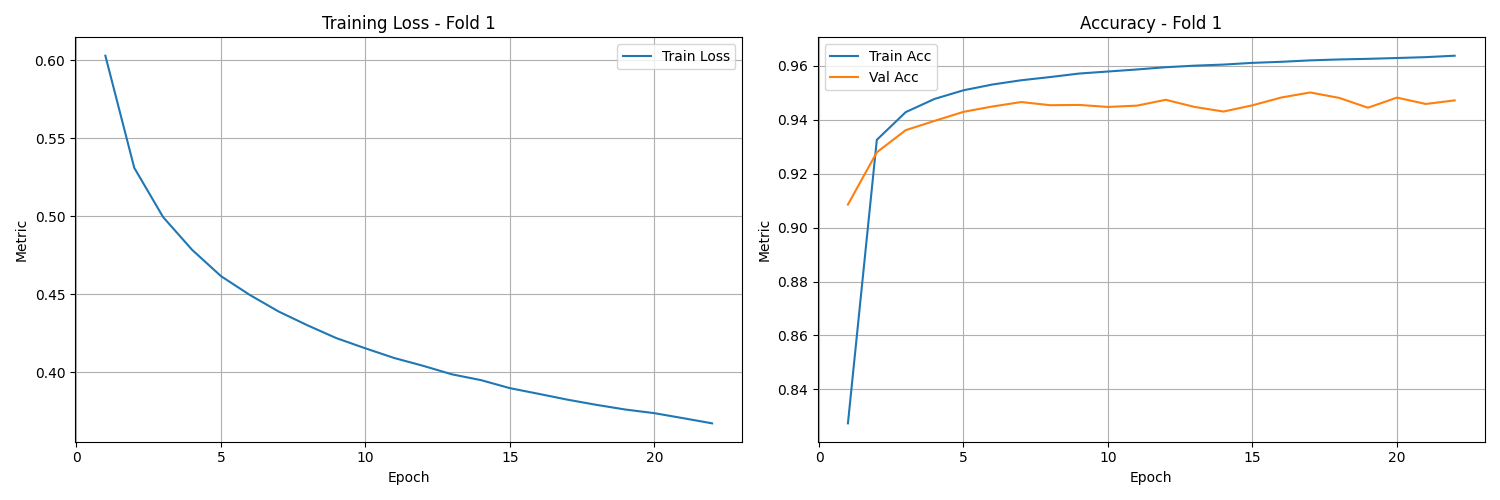 Training Loss - Fold 1
Train Loss
0.60
0.55
0.50
0.45
0.40
Metric
0 5 10 15 20
Epoch
Accuracy - Fold 1
Train Acc
Val Acc
0.96
0.94
0.92
0.90
0.88
0.86
0.84
Metric
0 5 10 15 20
Epoch